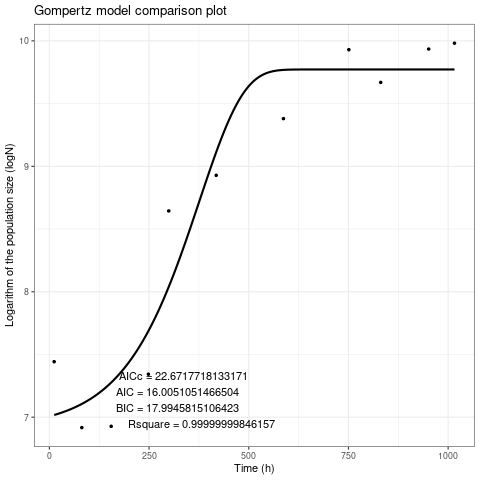 Gompertz model comparison plot
Logarithm of the population size (logN)
10
9
8
7
AICc = 22.6717718133171
AIC = 16.0051051466504
BIC = 17.9945815106423
Rsquare = 0.99999999846157
0 250 500 750 1000
Time (h)